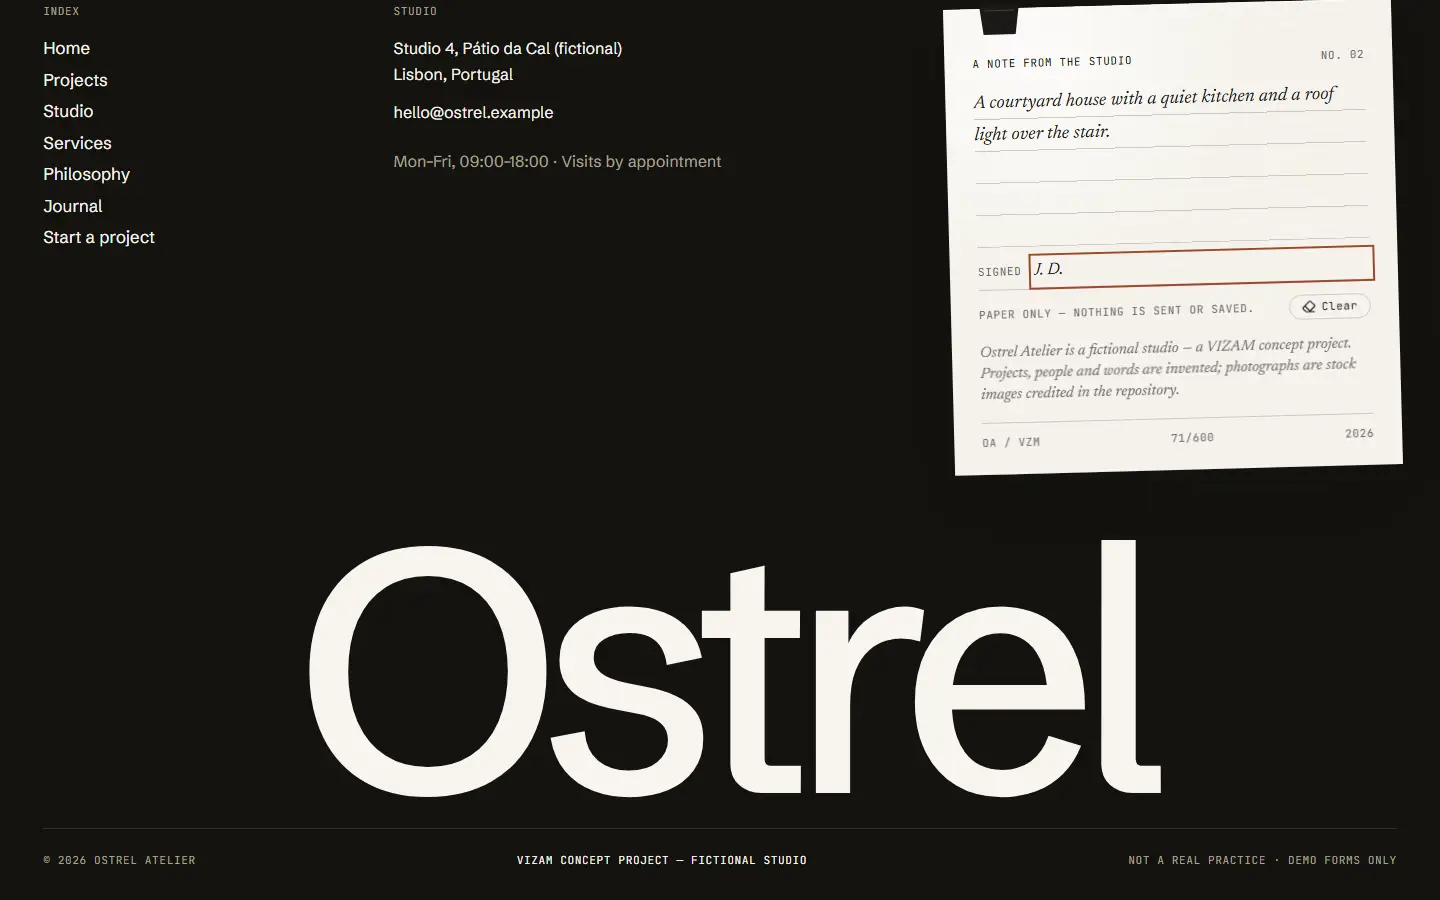 INDEX
Home
Projects
Studio
Services
Philosophy
Journal
Start a project
STUDIO
Studio 4, Pátio da Cal (fictional)
Lisbon, Portugal
hello@ostrel.example
Mon–Fri, 09:00–18:00 · Visits by appointment
A NOTE FROM THE STUDIO
NO. 02
A courtyard house with a quiet kitchen and a roof
light over the stair.
SIGNED
J. D.
PAPER ONLY — NOTHING IS SENT OR SAVED.
Clear
Ostrel Atelier is a fictional studio — a VIZAM concept project.
Projects, people and words are invented; photographs are stock
images credited in the repository.
OA / VZM
71/600
2026
Ostrel
© 2026 OSTREL ATELIER
VIZAM CONCEPT PROJECT — FICTIONAL STUDIO
NOT A REAL PRACTICE · DEMO FORMS ONLY